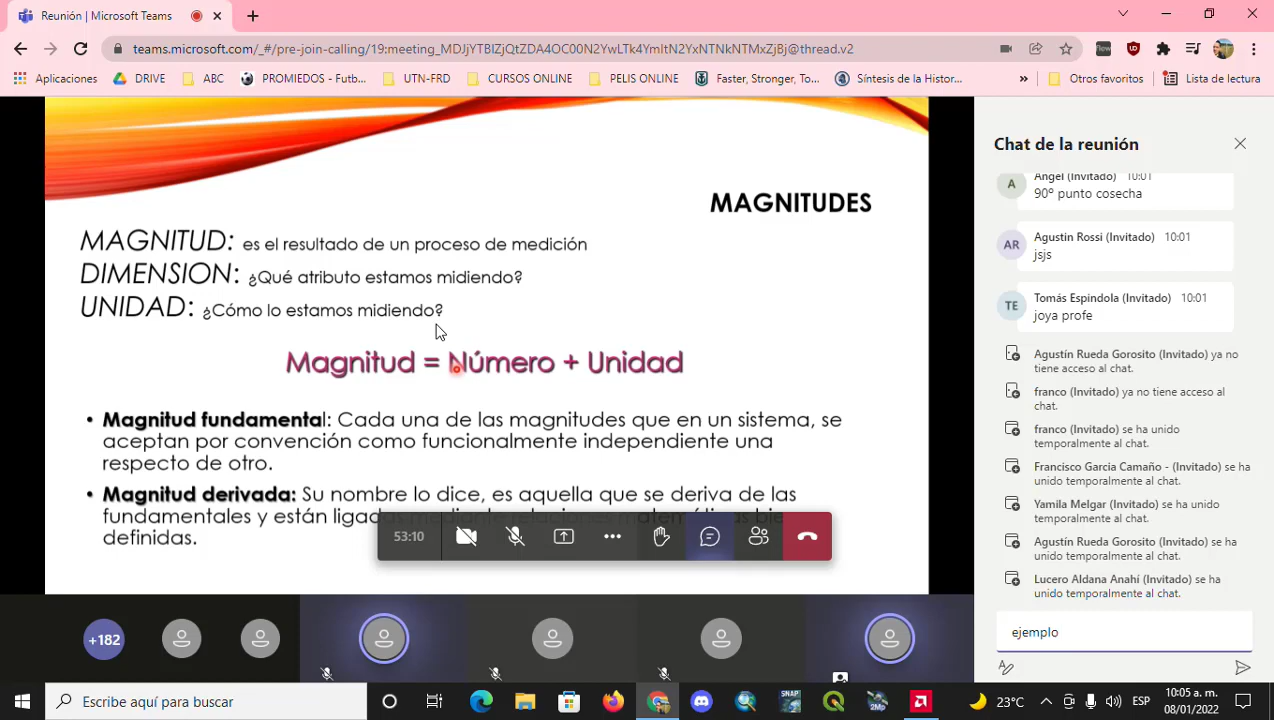 Reunión | Microsoft Teams
teams.microsoft.com/_#/pre-join-calling/19:meeting_MDJjYTBlZjQtZDA4OC00N2YwLTk4YmItN2YxNTNkNTMxZjBj@thread.v2
Aplicaciones DRIVE ABC PROMIEDOS - Futb... UTN-FRD CURSOS ONLINE PELIS ONLINE Faster, Stronger, To... Síntesis de la Histor... » Otros favoritos Lista de lectura
MAGNITUDES
MAGNITUD: es el resultado de un proceso de medición
DIMENSION: ¿Qué atributo estamos midiendo?
UNIDAD: ¿Cómo lo estamos midiendo?
Magnitud = Número + Unidad
• Magnitud fundamental: Cada una de las magnitudes que en un sistema, se
aceptan por convención como funcionalmente independiente una
respecto de otro.
• Magnitud derivada: Su nombre lo dice, es aquella que se deriva de las
fundamentales y están ligadas mediante relaciones matemáticas bien
definidas.
53:10
+182
Chat de la reunión
A Angel (Invitado) 10:01
90º punto cosecha
AR Agustin Rossi (Invitado) 10:01
jsjs
TE Tomás Espindola (Invitado) 10:01
joya profe
Agustín Rueda Gorosito (Invitado) ya no
tiene acceso al chat.
franco (Invitado) ya no tiene acceso al
chat.
franco (Invitado) se ha unido
temporalmente al chat.
Francisco Garcia Camaño - (Invitado) se ha
unido temporalmente al chat.
Yamila Melgar (Invitado) se ha unido
temporalmente al chat.
Agustín Rueda Gorosito (Invitado) se ha
unido temporalmente al chat.
Lucero Aldana Anahí (Invitado) se ha
unido temporalmente al chat.
ejemplo
Escribe aquí para buscar
SNAP
2Mp
23°C
ESP
10:05 a. m.
08/01/2022